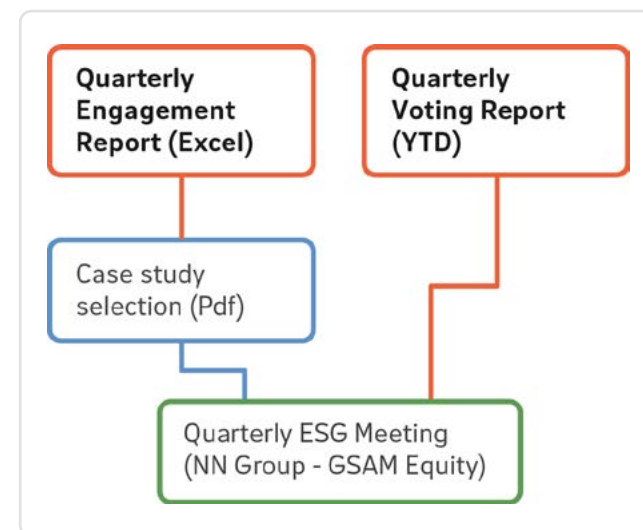 Quarterly
Engagement
Report (Excel)
Quarterly
Voting Report
(YTD)
Case study
selection (Pdf)
Quarterly ESG Meeting
(NN Group - GSAM Equity)